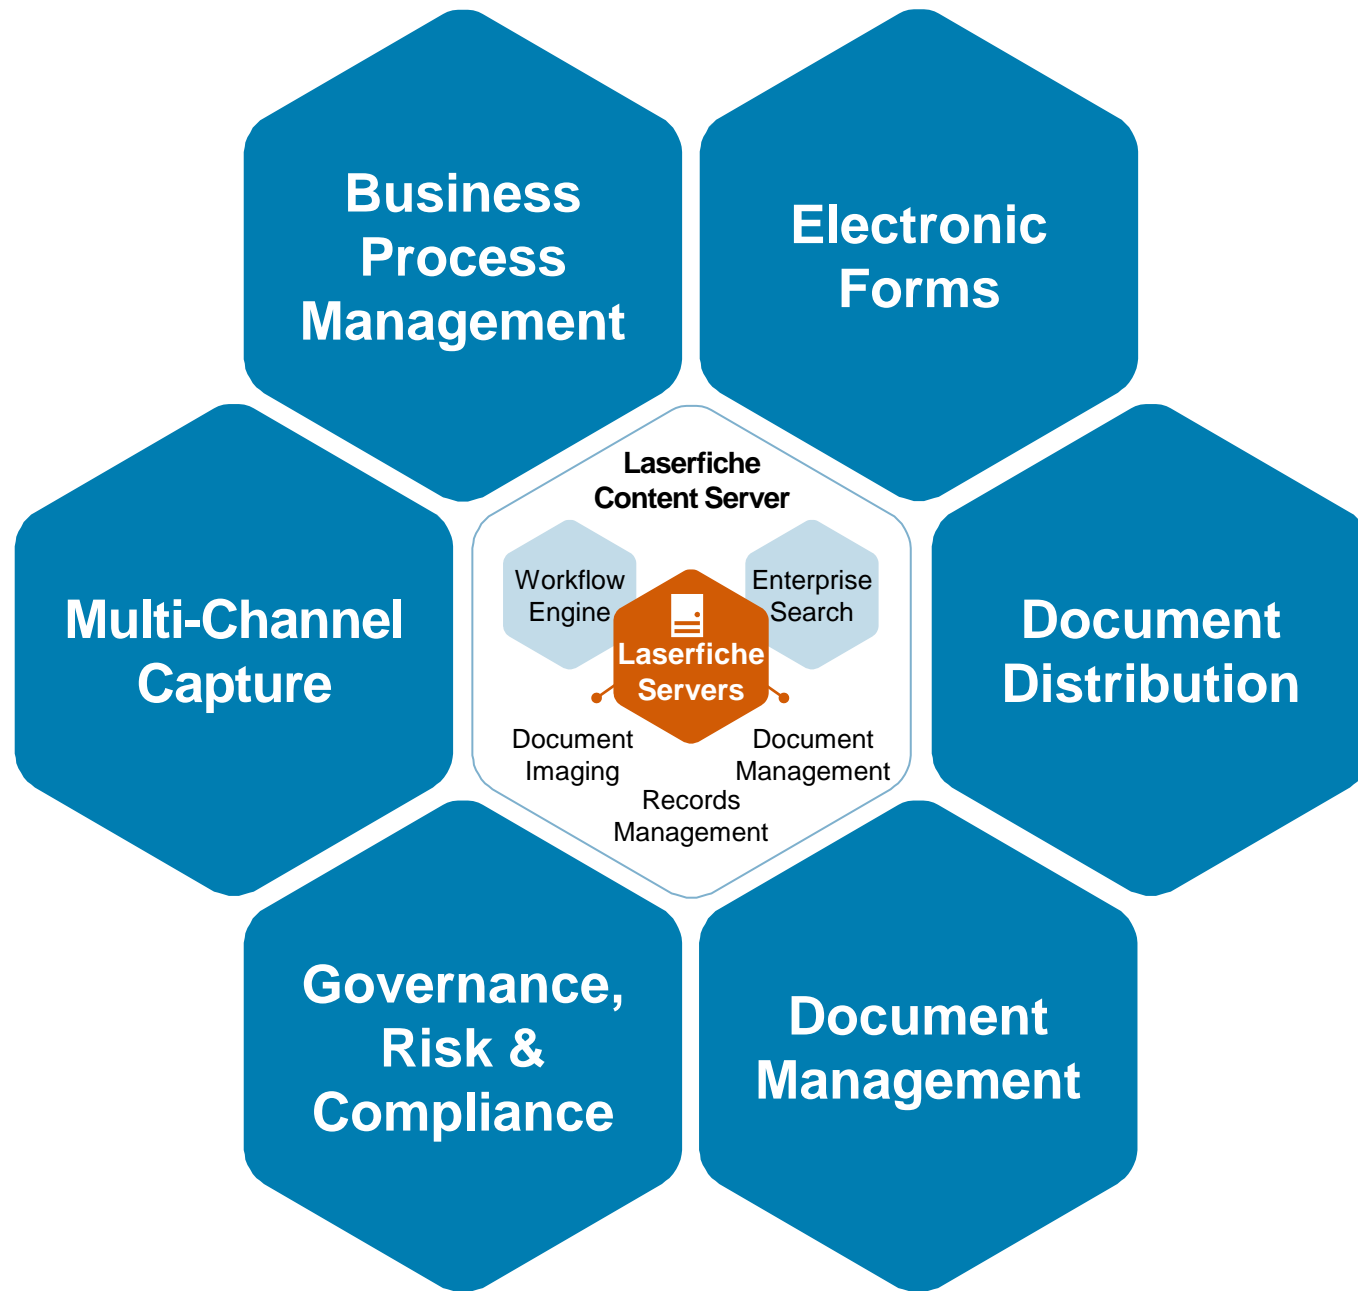 Business
Process
Management
Electronic
Forms
Multi-Channel
Capture
Laserfiche
Content Server
Workflow
Engine
Enterprise
Search
Laserfiche
Servers
Document
Imaging
Document
Management
Records
Management
Document
Distribution
Governance,
Risk &
Compliance
Document
Management